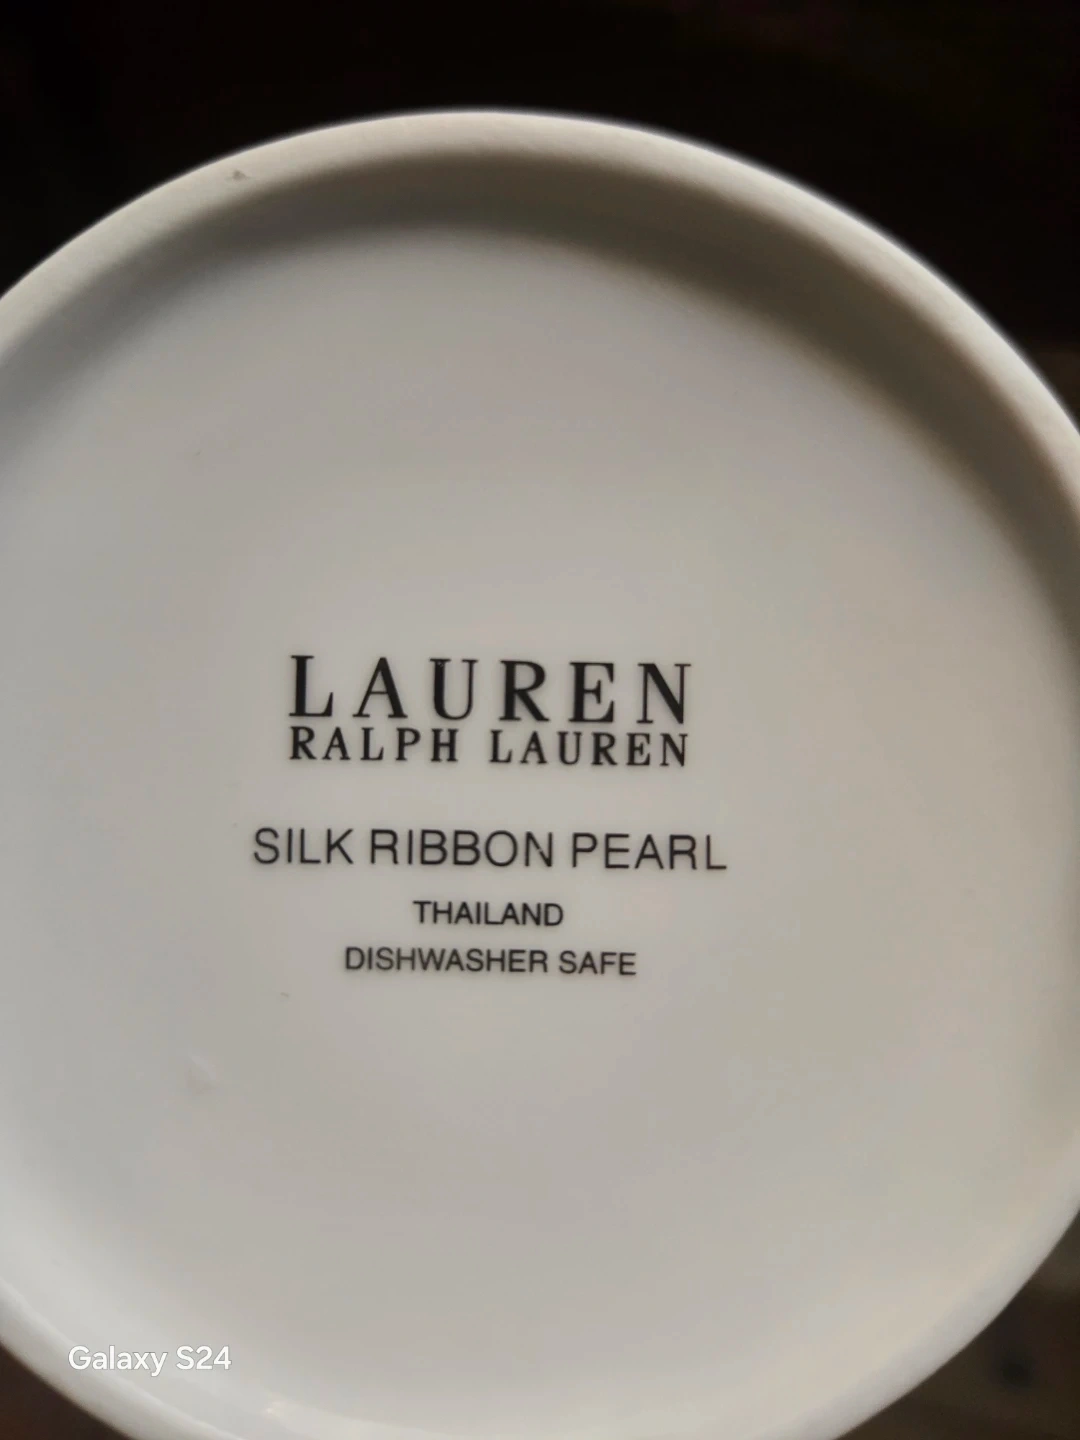 LAUREN
RALPH LAUREN
SILK RIBBON PEARL
THAILAND
DISHWASHER SAFE
Galaxy S24